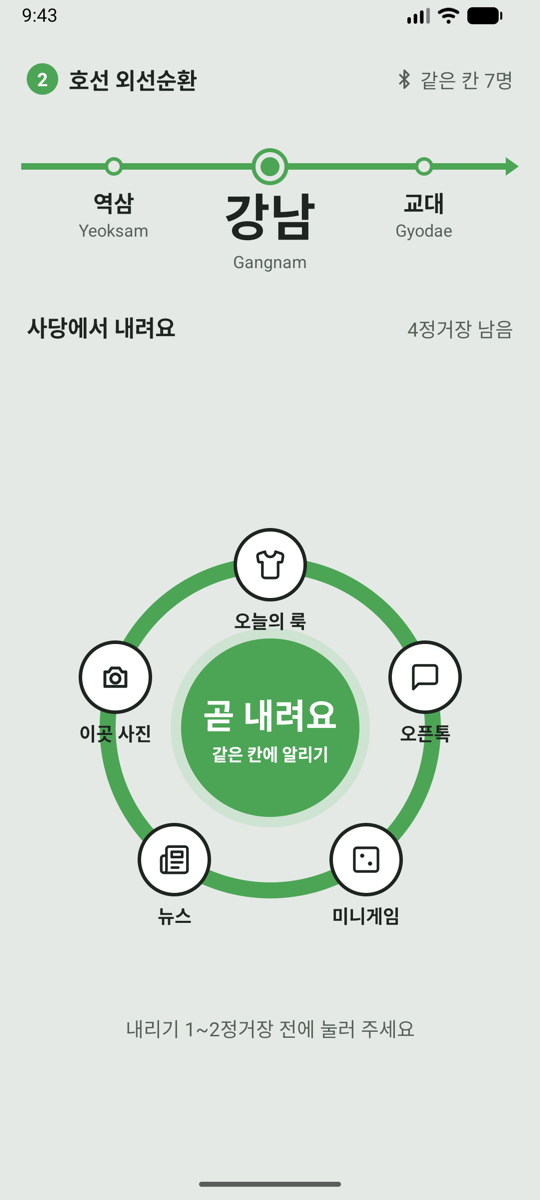 9:43
2 호선 외선순환
같은 칸 7명
역삼
Yeoksam
강남
Gangnam
교대
Gyodae
사당에서 내려요
4정거장 남음
오늘의 룩
이곳 사진
오픈톡
곧 내려요
같은 칸에 알리기
뉴스
미니게임
내리기 1~2정거장 전에 눌러 주세요